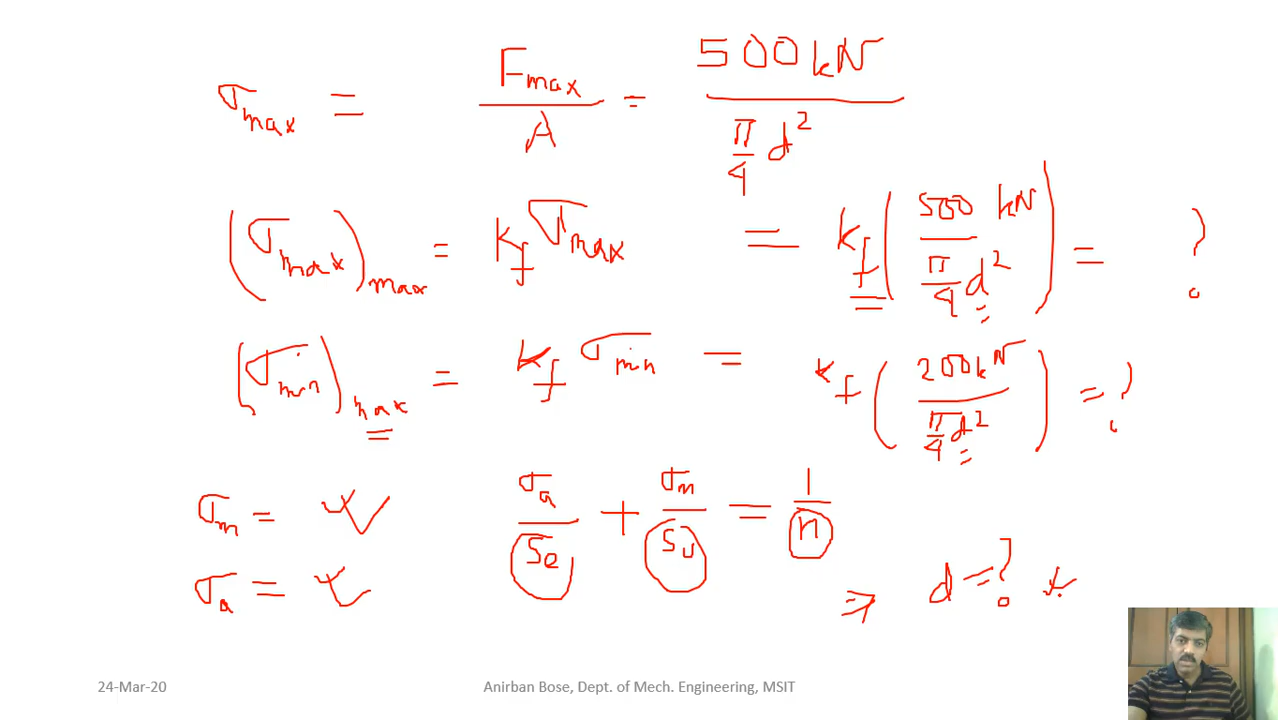 σmax = Fmax / A = 500 kN / (π/4 d²)
(σmax)max = Kf σmax = Kf (500 kN / (π/4 d²)) = ?
(σmin)max = Kf σmin = Kf (200 kN / (π/4 d²)) = ?
σm = ✓ σa / Se + σm / Su = 1 / n
σa = ✓ ⇒ d = ?
24-Mar-20 Anirban Bose, Dept. of Mech. Engineering, MSIT